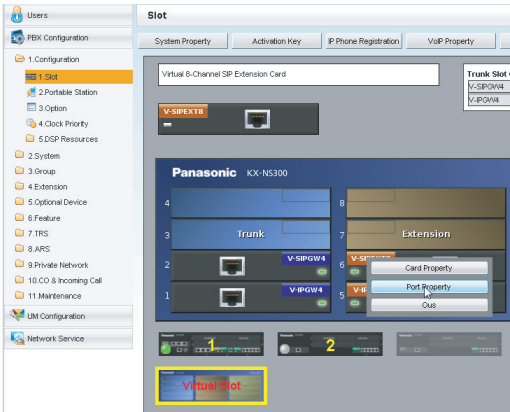 Users
PBX Configuration
1.Configuration
1.Slot
2.Portable Station
3.Option
4.Clock Priority
5.DSP Resources
2.System
3.Group
4.Extension
5.Optional Device
6.Feature
7.TRS
8.ARS
9.Private Network
10.CO & Incoming Call
11.Maintenance
UM Configuration
Network Service
Slot
System Property
Activation Key
IP Phone Registration
VoIP Property
Virtual 8-Channel SIP Extension Card
Trunk Slot
V-SIPGW4
V-IPGW4
V-SIPEXT8
Panasonic KX-NS300
4
8
3
Trunk
7
Extension
2
V-SIPGW4
6
1
V-IPGW4
5
Card Property
Port Property
Ous
1
2
Virtual Slot